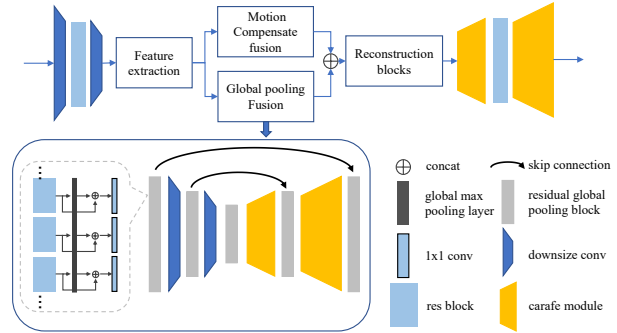 Feature
extraction
Motion
Compensate
fusion
Global pooling
Fusion
Reconstruction
blocks
concat
skip connection
global max
pooling layer
residual global
pooling block
1x1 conv
downsize conv
res block
carafe module